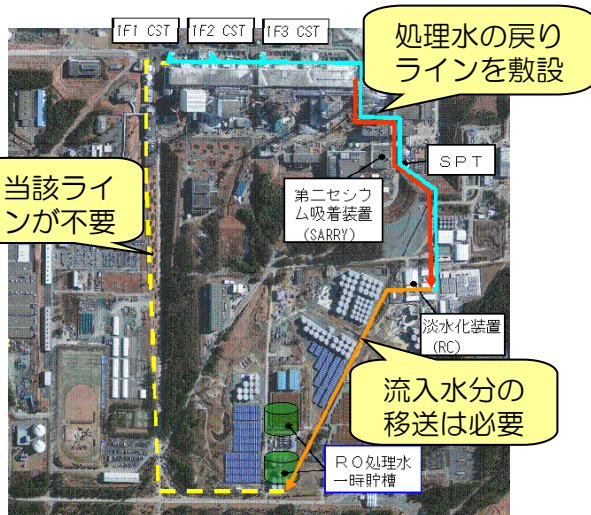 1F1 CST
1F2 CST
1F3 CST
処理水の戻り
ラインを敷設
ＳＰＴ
当該ライ
ンが不要
第二セシウ
ム吸着装置
(SARRY)
淡水化装置
(RC)
流入水分の
移送は必要
ＲＯ処理水
一時貯槽